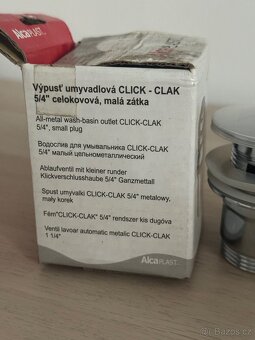 AlcaPLAST
Výpusť umyvadlová CLICK - CLAK
5/4" celokovová, malá zátka
All-metal wash-basin outlet CLICK-CLAK
5/4", small plug
Водослив для умывальника CLICK-CLAK
5/4" малый цельнометаллический
Ablaufventil mit kleiner runder
Klickverschlusshaube 5/4" Ganzmetall
Spust umywalki CLICK-CLAK 5/4" metalowy,
mały korek
Fém"CLICK-CLAK" 5/4" rendszer kis dugóva
Ventil lavoar automatic metalic CLICK-CLAK
1 1/4"
AlcaPLAST
Bazoš.cz